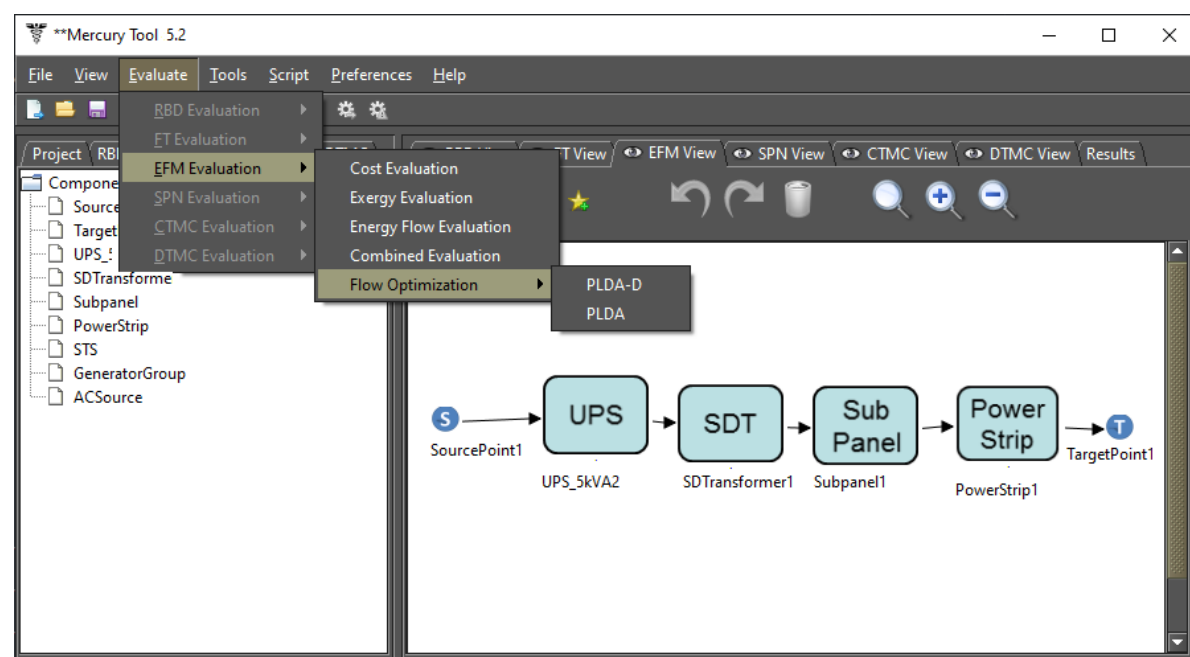 **Mercury Tool 5.2
File View Evaluate Tools Script Preferences Help
RBD Evaluation
FT Evaluation
EFM Evaluation
SPN Evaluation
CTMC Evaluation
DTMC Evaluation
Cost Evaluation
Exergy Evaluation
Energy Flow Evaluation
Combined Evaluation
Flow Optimization
PLDA-D
PLDA
Project RB
View EFM View SPN View CTMC View DTMC View Results
Compone
Source
Target
UPS_5
SDTransforme
Subpanel
PowerStrip
STS
GeneratorGroup
ACSource
S
SourcePoint1
UPS
UPS_5kVA2
SDT
SDTransformer1
Sub
Panel
Subpanel1
Power
Strip
PowerStrip1
T
TargetPoint1